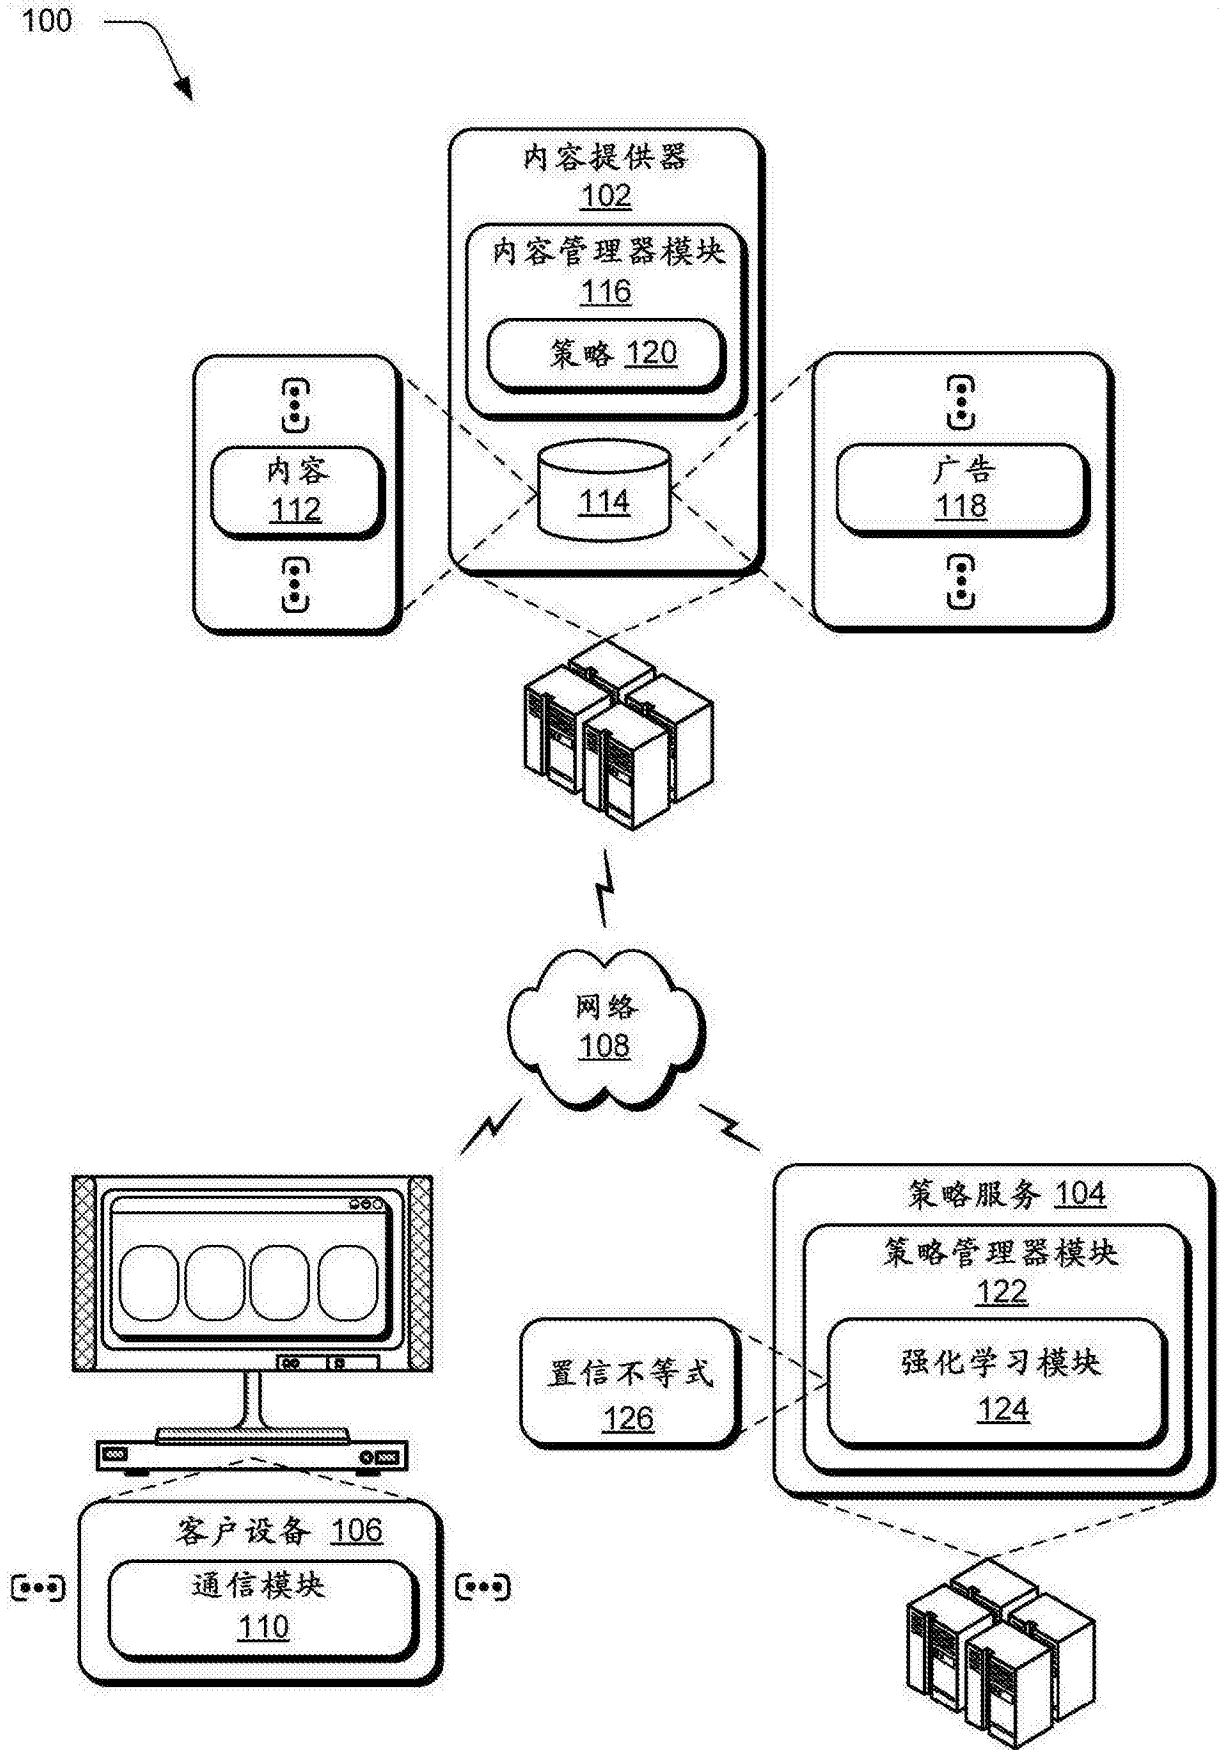 100
内容提供器
102
内容管理器模块
116
策略 120
内容
112
114
广告
118
网络
108
策略服务 104
策略管理器模块
122
强化学习模块
124
置信不等式
126
客户设备 106
通信模块
110